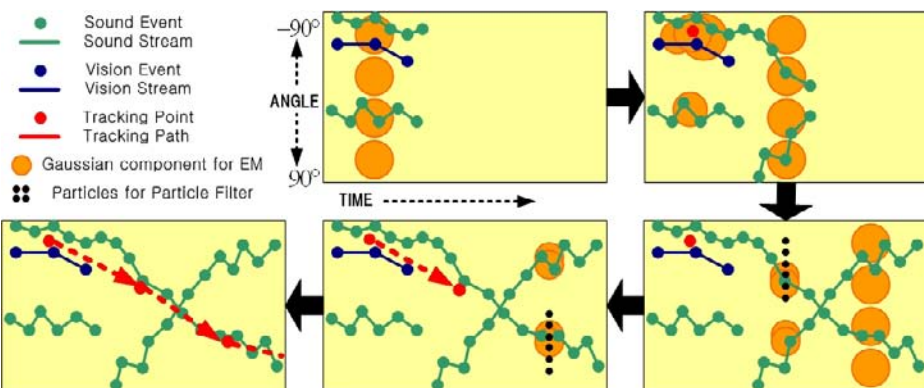 Sound Event
Sound Stream
Vision Event
Vision Stream
Tracking Point
Tracking Path
Gaussian component for EM
Particles for Particle Filter
-90°
ANGLE
90°
TIME